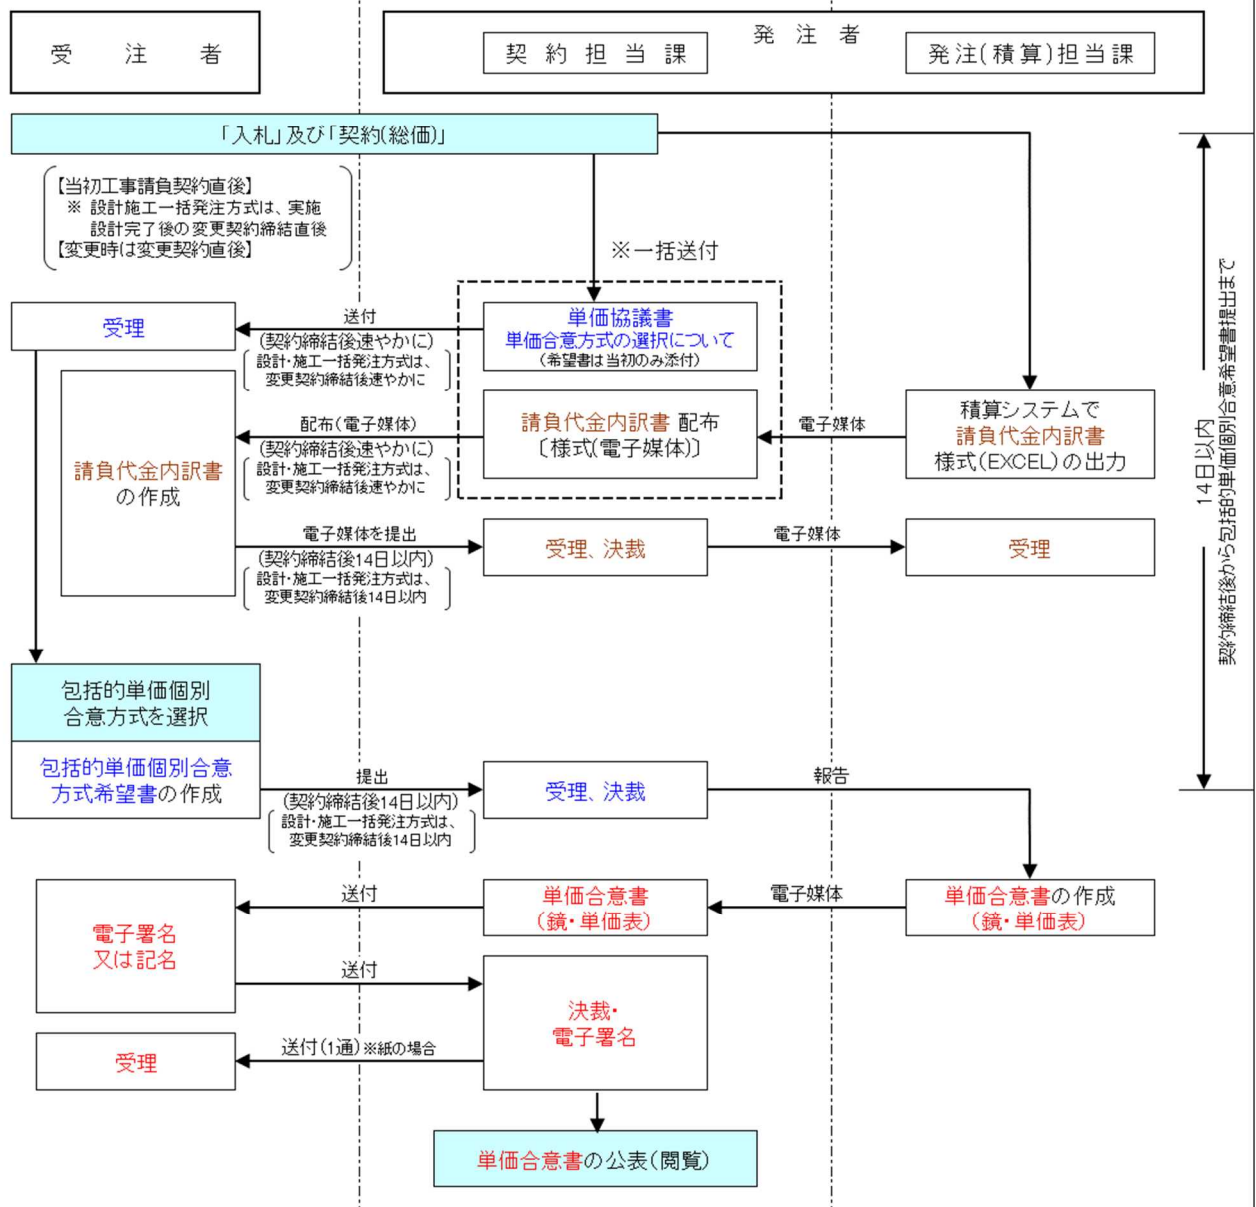 受 注 者
発 注 者
契 約 担 当 課
発注(積算)担当課
「入札」及び「契約(総価)」
【当初工事請負契約直後】
※ 設計施工一括発注方式は、実施
設計完了後の変更契約締結直後
【変更時は変更契約直後】
※一括送付
受理
送付
(契約締結後速やかに)
設計・施工一括発注方式は、
変更契約締結後速やかに
単価協議書
単価合意方式の選択について
(希望書は当初のみ添付)
請負代金内訳書
の作成
配布(電子媒体)
(契約締結後速やかに)
設計・施工一括発注方式は、
変更契約締結後速やかに
請負代金内訳書 配布
〔様式(電子媒体)〕
電子媒体
積算システムで
請負代金内訳書
様式(EXCEL)の出力
電子媒体を提出
(契約締結後14日以内)
設計・施工一括発注方式は、
変更契約締結後14日以内
受理、決裁
電子媒体
受理
14日以内
契約締結後から包括的単価個別合意希望書提出まで
包括的単価個別
合意方式を選択
包括的単価個別合意
方式希望書の作成
提出
(契約締結後14日以内)
設計・施工一括発注方式は、
変更契約締結後14日以内
受理、決裁
報告
電子署名
又は記名
送付
単価合意書
(鏡・単価表)
電子媒体
単価合意書の作成
(鏡・単価表)
送付
決裁・
電子署名
受理
送付(1通)※紙の場合
単価合意書の公表(閲覧)